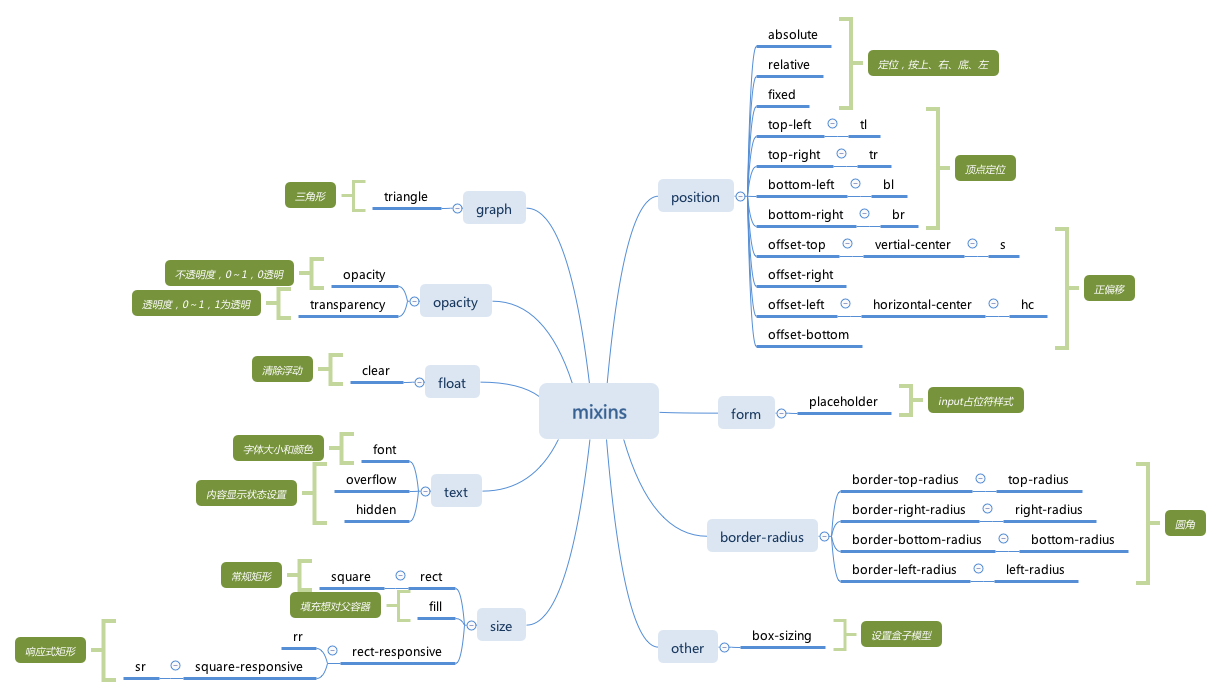 mixins
position
absolute
relative
fixed
定位，按上、右、底、左
top-left
tl
top-right
tr
bottom-left
bl
bottom-right
br
顶点定位
offset-top
vertial-center
s
offset-right
offset-left
horizontal-center
hc
offset-bottom
正偏移
form
placeholder
input占位符样式
border-radius
border-top-radius
top-radius
border-right-radius
right-radius
border-bottom-radius
bottom-radius
border-left-radius
left-radius
圆角
other
box-sizing
设置盒子模型
graph
triangle
三角形
opacity
opacity
不透明度，0~1，0透明
transparency
透明度，0~1，1为透明
float
clear
清除浮动
text
font
字体大小和颜色
overflow
hidden
内容显示状态设置
size
rect
square
常规矩形
fill
填充想对父容器
rect-responsive
rr
square-responsive
sr
响应式矩形